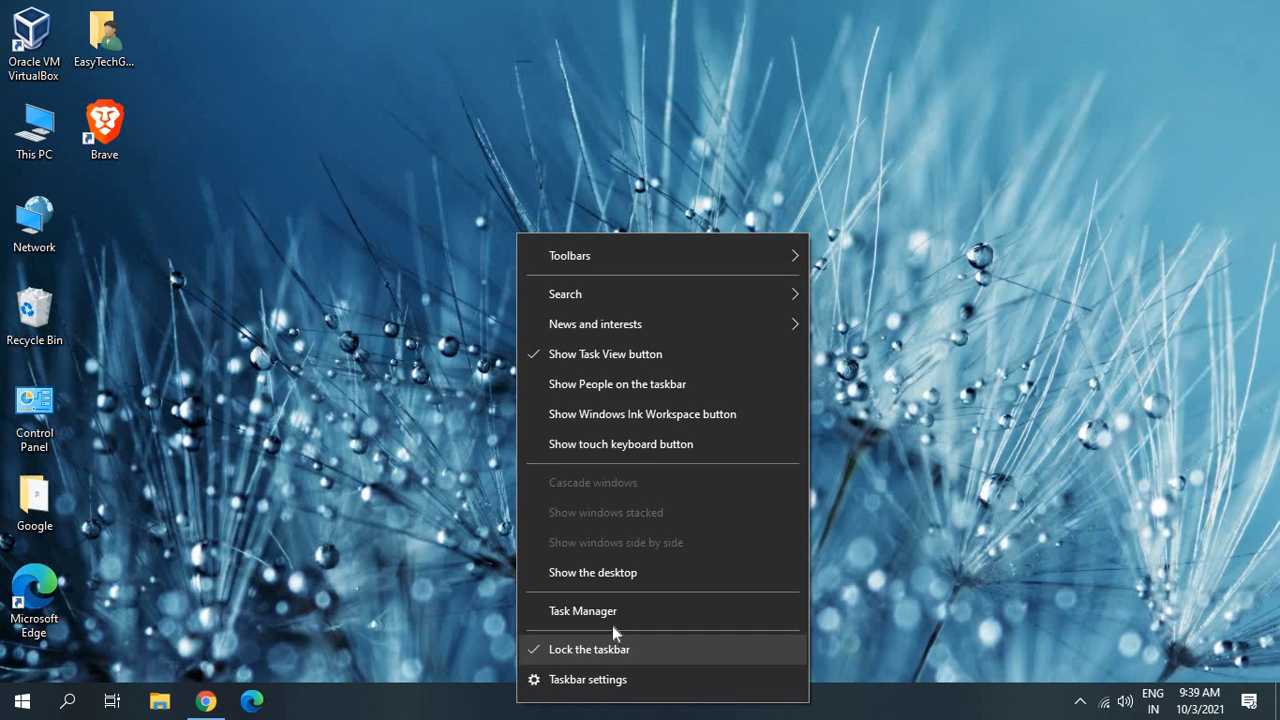 Oracle VM
VirtualBox
EasyTechG...
This PC
Brave
Network
Recycle Bin
Control
Panel
Google
Microsoft
Edge
Toolbars
Search
News and interests
Show Task View button
Show People on the taskbar
Show Windows Ink Workspace button
Show touch keyboard button
Cascade windows
Show windows stacked
Show windows side by side
Show the desktop
Task Manager
Lock the taskbar
Taskbar settings
ENG
IN
9:39 AM
10/3/2021